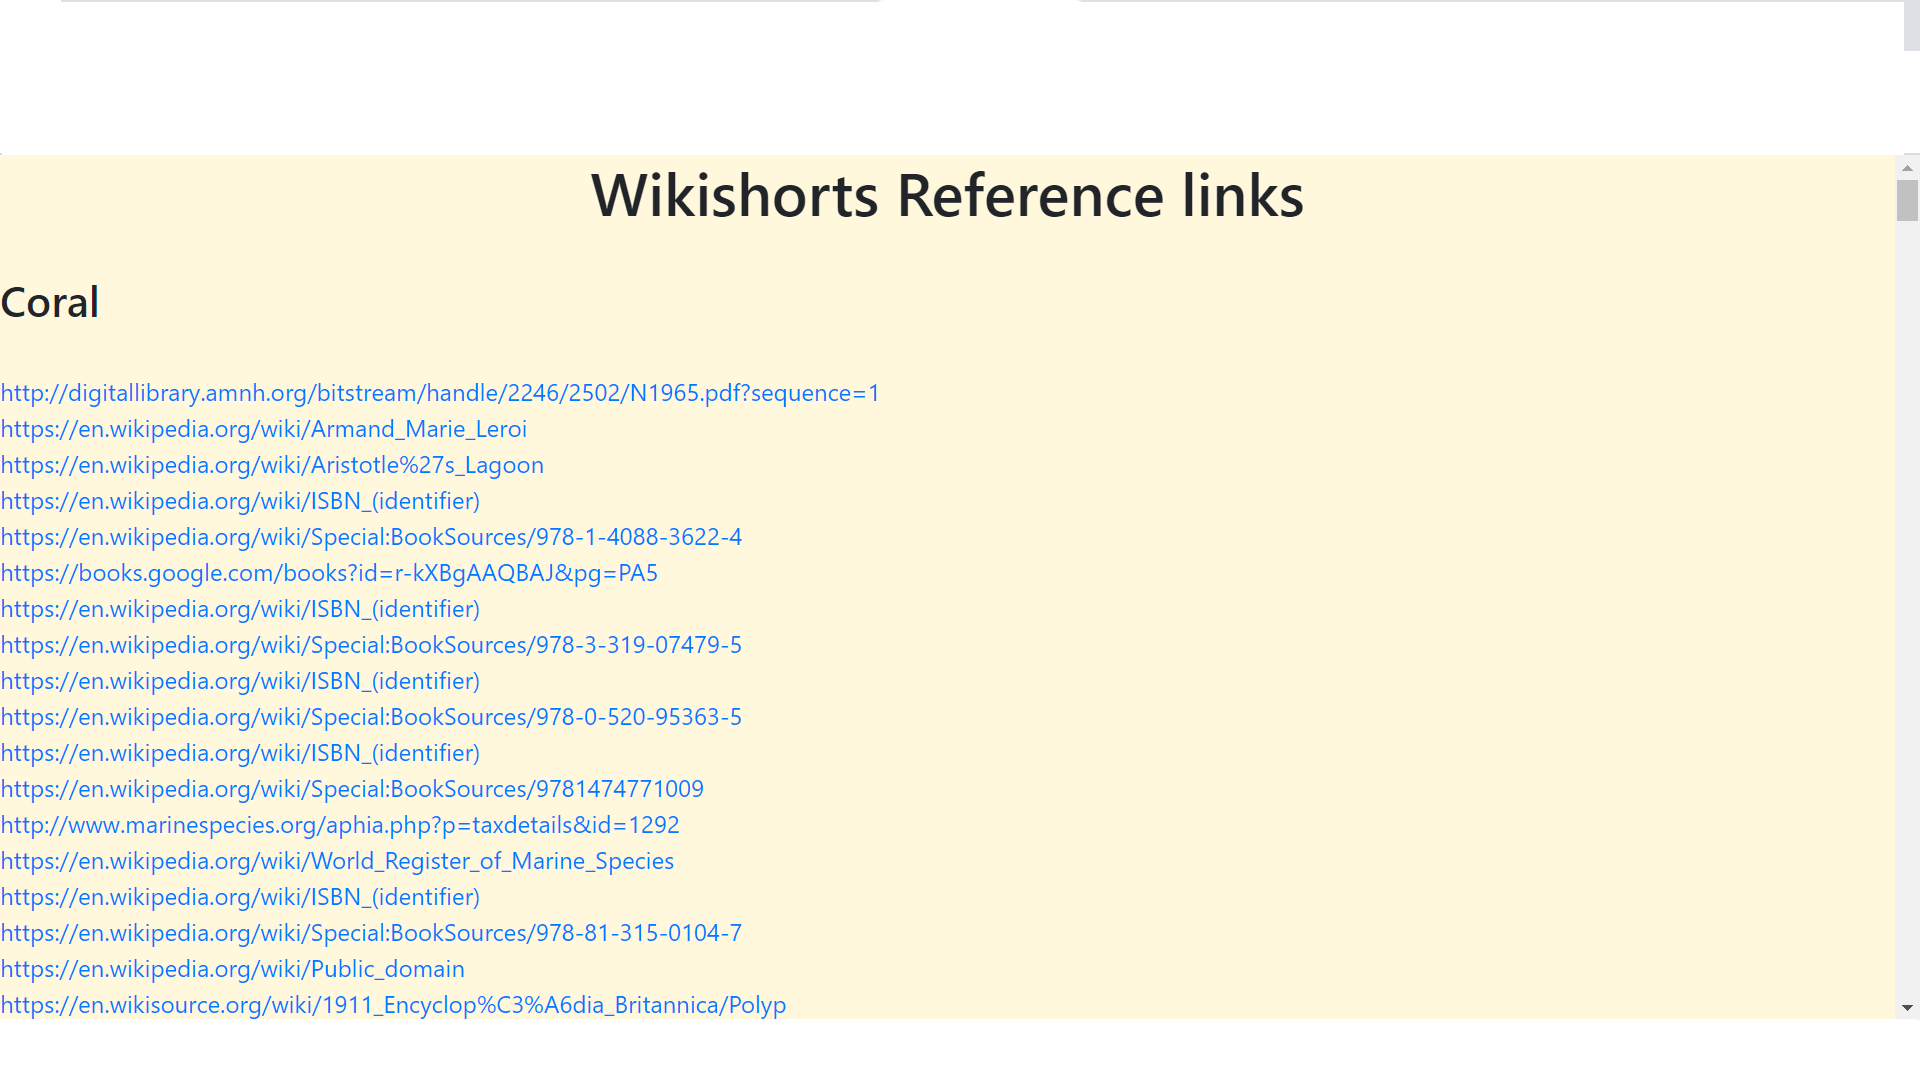 Wikishorts Reference links
Coral
http://digitallibrary.amnh.org/bitstream/handle/2246/2502/N1965.pdf?sequence=1
https://en.wikipedia.org/wiki/Armand_Marie_Leroi
https://en.wikipedia.org/wiki/Aristotle%27s_Lagoon
https://en.wikipedia.org/wiki/ISBN_(identifier)
https://en.wikipedia.org/wiki/Special:BookSources/978-1-4088-3622-4
https://books.google.com/books?id=r-kXBgAAQBAJ&pg=PA5
https://en.wikipedia.org/wiki/ISBN_(identifier)
https://en.wikipedia.org/wiki/Special:BookSources/978-3-319-07479-5
https://en.wikipedia.org/wiki/ISBN_(identifier)
https://en.wikipedia.org/wiki/Special:BookSources/978-0-520-95363-5
https://en.wikipedia.org/wiki/ISBN_(identifier)
https://en.wikipedia.org/wiki/Special:BookSources/9781474771009
http://www.marinespecies.org/aphia.php?p=taxdetails&id=1292
https://en.wikipedia.org/wiki/World_Register_of_Marine_Species
https://en.wikipedia.org/wiki/ISBN_(identifier)
https://en.wikipedia.org/wiki/Special:BookSources/978-81-315-0104-7
https://en.wikipedia.org/wiki/Public_domain
https://en.wikisource.org/wiki/1911_Encyclop%C3%A6dia_Britannica/Polyp